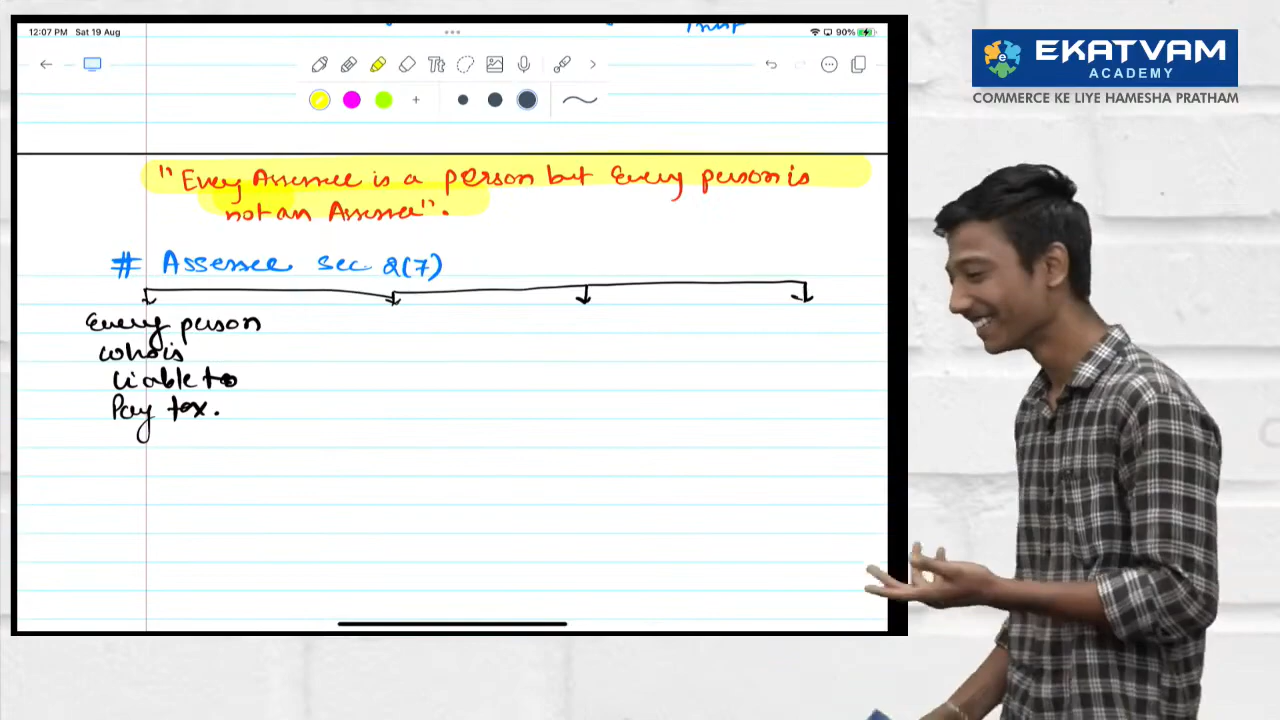 12:07 PM Sat 19 Aug
90%
Tt
EKATVAM
ACADEMY
COMMERCE KE LIYE HAMESHA PRATHAM
"Every Assessee is a person but Every person is
not an Assessee".
# Assessee sec 2(7)
Every person
who is
liable to
Pay tax.